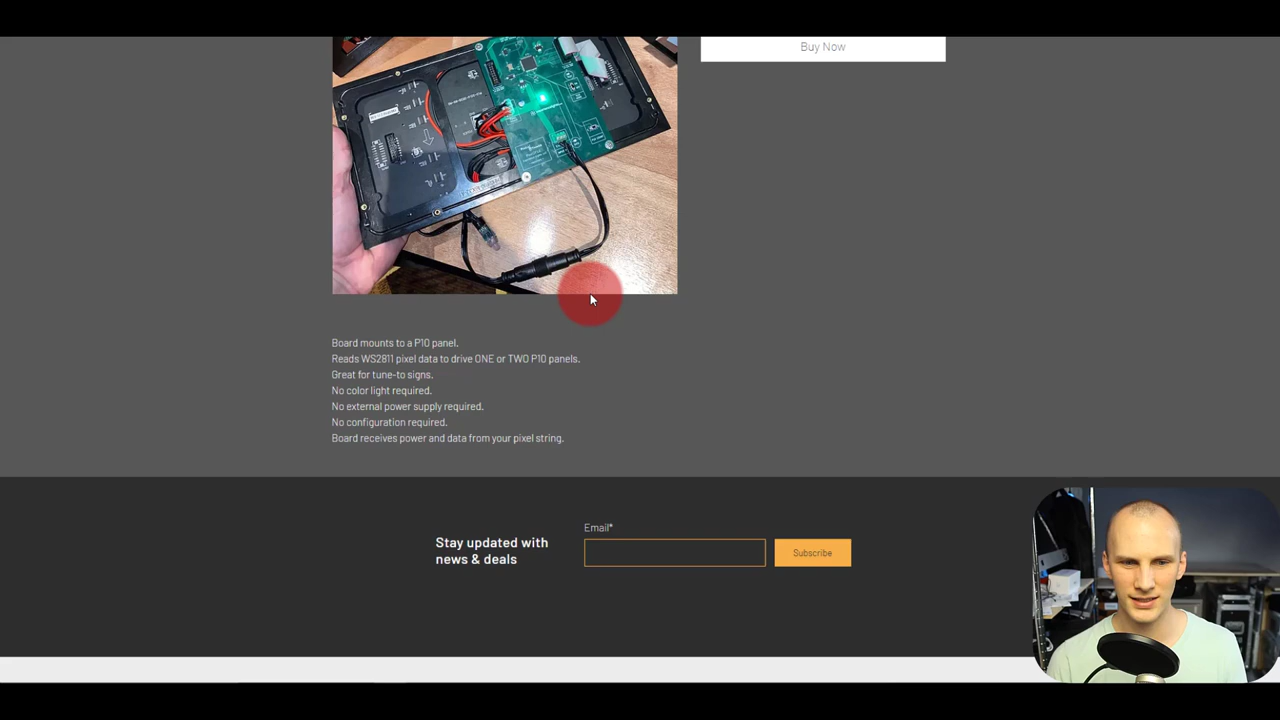 Buy Now
Board mounts to a P10 panel.
Reads WS2811 pixel data to drive ONE or TWO P10 panels.
Great for tune-to signs.
No color light required.
No external power supply required.
No configuration required.
Board receives power and data from your pixel string.
Email*
Stay updated with
news & deals
Subscribe